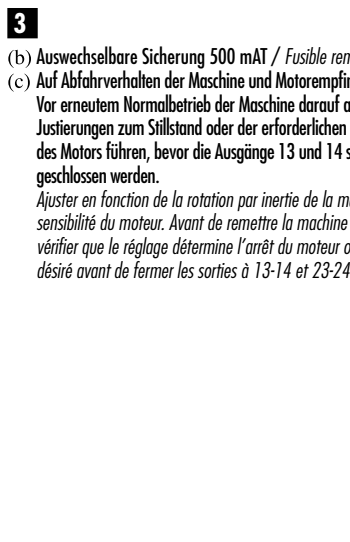 3
(b) Auswechselbare Sicherung 500 mAT / Fusible
(c) Auf Abfahrverhalten der Maschine und
Vor erneutem Normalbetrieb der Maschine darauf
Justierungen zum Stillstand oder der erforderlichen
des Motors führen, bevor die Ausgänge 13 und 14
geschlossen werden.
Ajuster en fonction de la rotation par inertie de la
sensibilité du moteur. Avant de remettre la machine
vérifier que le réglage détermine l'arrêt du moteur
désiré avant de fermer les sorties à 13-14 et 23-24